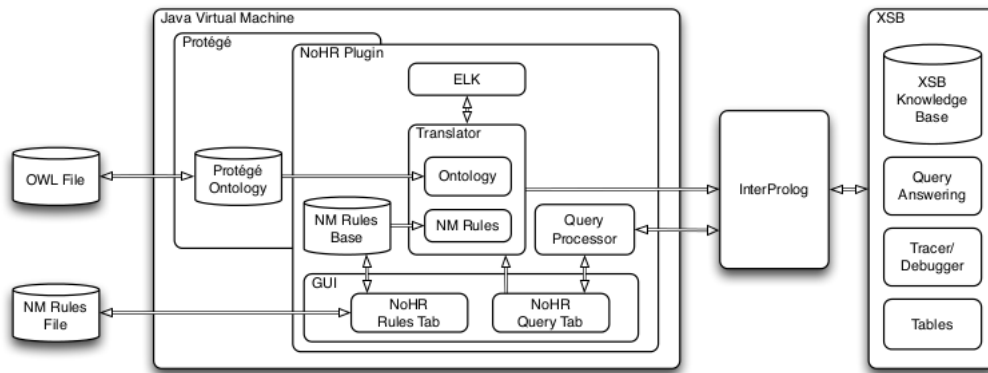 Java Virtual Machine
XSB
Protégé
NoHR Plugin
ELK
XSB
Knowledge
Base
Translator
OWL File
Protégé
Ontology
Ontology
InterProlog
Query
Answering
NM Rules
Base
NM Rules
Query
Processor
Tracer/
Debugger
GUI
NM Rules
File
NoHR
Rules Tab
NoHR
Query Tab
Tables